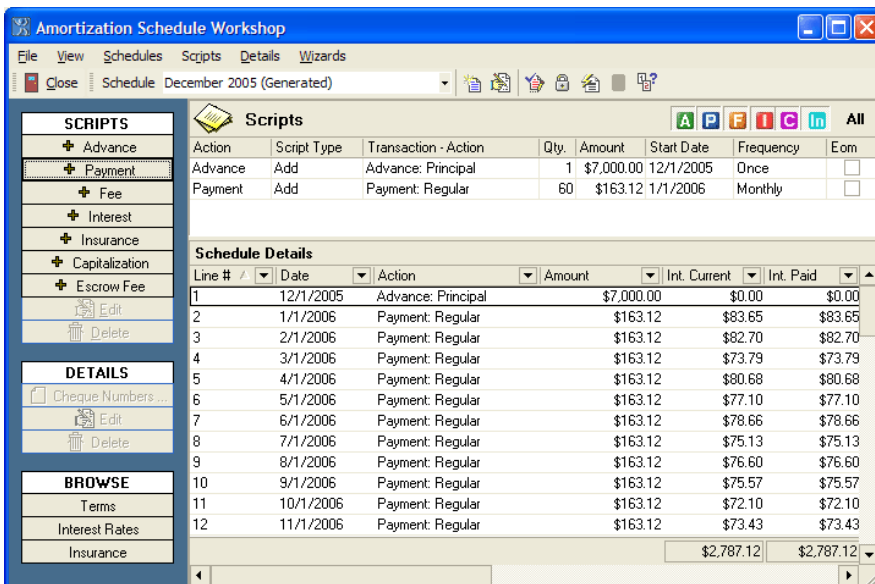 Amortization Schedule Workshop
File View Schedules Scripts Details Wizards
Close Schedule December 2005 (Generated)
SCRIPTS
Advance
Payment
Fee
Interest
Insurance
Capitalization
Escrow Fee
Edit
Delete
DETAILS
Cheque Numbers ...
Edit
Delete
BROWSE
Terms
Interest Rates
Insurance
Scripts A P F I C In All
Action Script Type Transaction - Action Qty. Amount Start Date Frequency Eom
Advance Add Advance: Principal 1 $7,000.00 12/1/2005 Once
Payment Add Payment: Regular 60 $163.12 1/1/2006 Monthly
Schedule Details
Line # Date Action Amount Int. Current Int. Paid
1 12/1/2005 Advance: Principal $7,000.00 $0.00 $0.00
2 1/1/2006 Payment: Regular $163.12 $83.65 $83.65
3 2/1/2006 Payment: Regular $163.12 $82.70 $82.70
4 3/1/2006 Payment: Regular $163.12 $73.79 $73.79
5 4/1/2006 Payment: Regular $163.12 $80.68 $80.68
6 5/1/2006 Payment: Regular $163.12 $77.10 $77.10
7 6/1/2006 Payment: Regular $163.12 $78.66 $78.66
8 7/1/2006 Payment: Regular $163.12 $75.13 $75.13
9 8/1/2006 Payment: Regular $163.12 $76.60 $76.60
10 9/1/2006 Payment: Regular $163.12 $75.57 $75.57
11 10/1/2006 Payment: Regular $163.12 $72.10 $72.10
12 11/1/2006 Payment: Regular $163.12 $73.43 $73.43
$2,787.12 $2,787.12